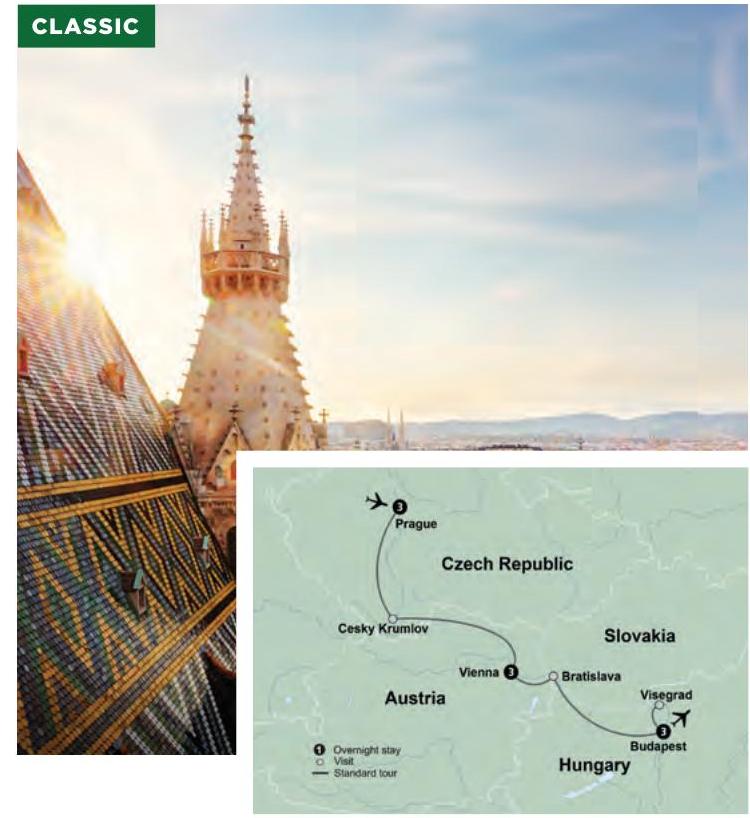 CLASSIC
3
Prague
Czech Republic
Cesky Krumlov
Slovakia
Vienna 3
Bratislava
Austria
Visegrad
3
Budapest
Hungary
1 Overnight stay
Visit
Standard tour